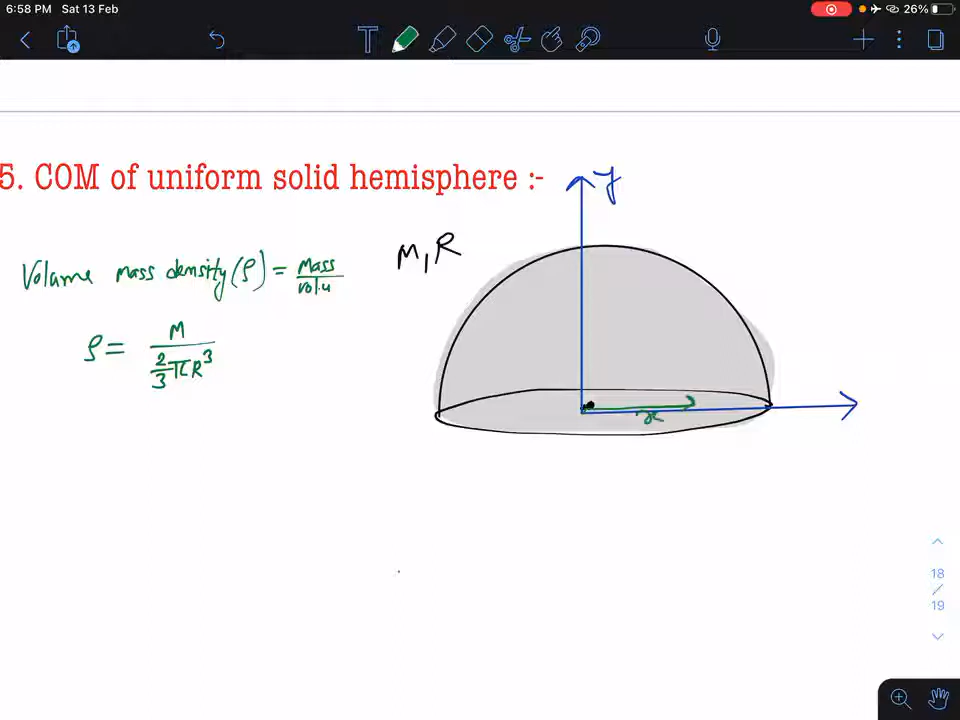 6:58 PM Sat 13 Feb
26%
T
5. COM of uniform solid hemisphere :-
y
M, R
Volume mass density (ρ) = Mass / volu
ρ = M / 2/3 πR³
x
18
/
19